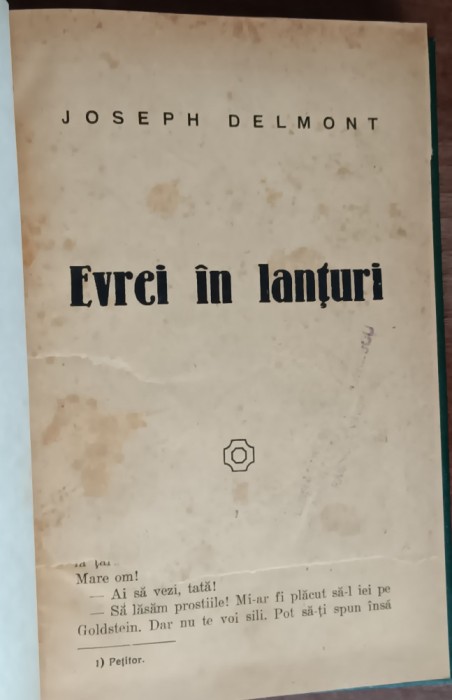 JOSEPH DELMONT
Evrei în lanțuri
Mare om!
— Ai să vezi, tată!
— Să lăsăm prostiile! Mi-ar fi plăcut să-l iei pe
Goldstein. Dar nu te voi sili. Pot să-ți spun însă
1) Pețitor.